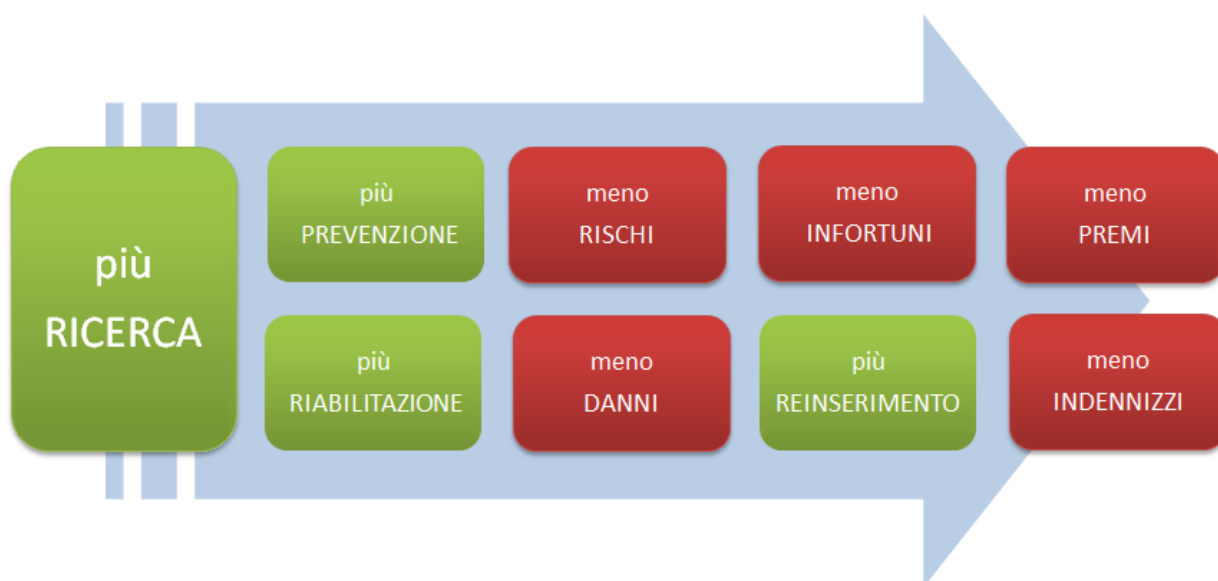 più
RICERCA
più
PREVENZIONE
meno
RISCHI
meno
INFORTUNI
meno
PREMI
più
RIABILITAZIONE
meno
DANNI
più
REINSERIMENTO
meno
INDENNIZZI